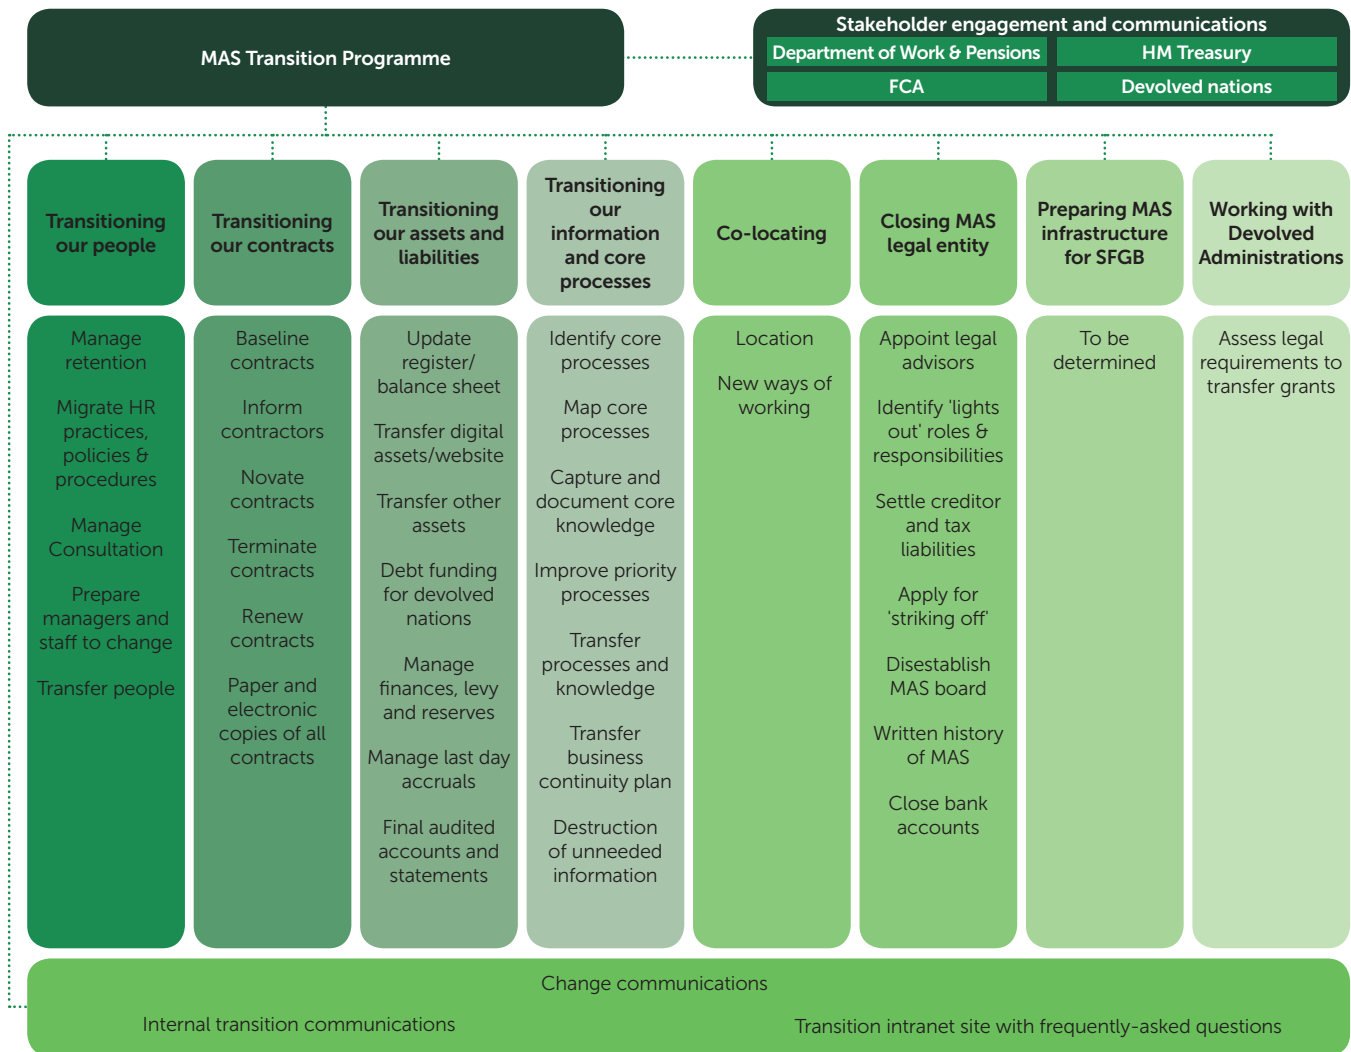 MAS Transition Programme
Stakeholder engagement and communications
Department of Work & Pensions
HM Treasury
FCA
Devolved nations
Transitioning
our people
Transitioning
our contracts
Transitioning
our assets and
liabilities
Transitioning
our
information
and core
processes
Co-locating
Closing MAS
legal entity
Preparing MAS
infrastructure
for SFGB
Working with
Devolved
Administrations
Manage
retention
Migrate HR
practices,
policies &
procedures
Manage
Consultation
Prepare
managers and
staff to change
Transfer people
Baseline
contracts
Inform
contractors
Novate
contracts
Terminate
contracts
Renew
contracts
Paper and
electronic
copies of all
contracts
Update
register/
balance sheet
Transfer digital
assets/website
Transfer other
assets
Debt funding
for devolved
nations
Manage
finances, levy
and reserves
Manage last day
accruals
Final audited
accounts and
statements
Identify core
processes
Map core
processes
Capture and
document core
knowledge
Improve priority
processes
Transfer
processes and
knowledge
Transfer
business
continuity plan
Destruction
of unneeded
information
Location
New ways of
working
Appoint legal
advisors
Identify 'lights
out' roles &
responsibilities
Settle creditor
and tax
liabilities
Apply for
'striking off'
Disestablish
MAS board
Written history
of MAS
Close bank
accounts
To be
determined
Assess legal
requirements to
transfer grants
Change communications
Internal transition communications
Transition intranet site with frequently-asked questions